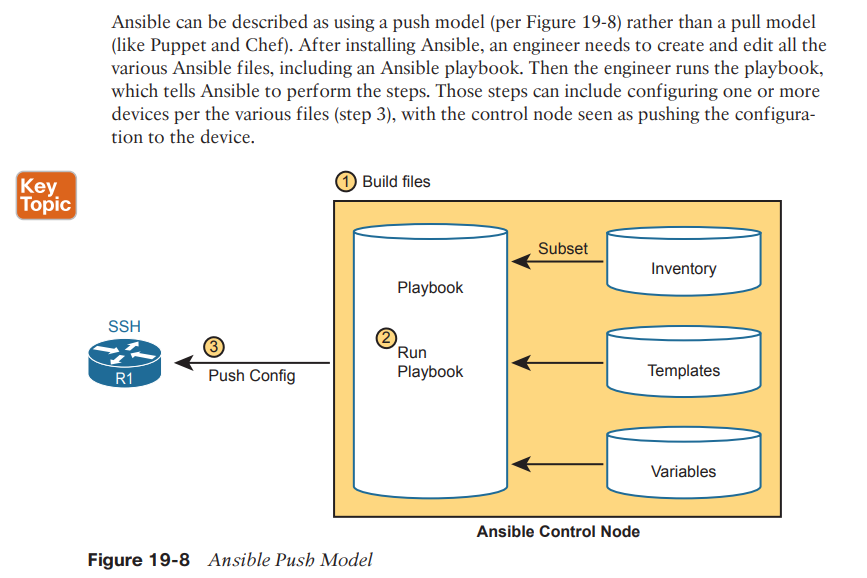 Ansible can be described as using a push model (per Figure 19-8) rather than a pull model
(like Puppet and Chef). After installing Ansible, an engineer needs to create and edit all the
various Ansible files, including an Ansible playbook. Then the engineer runs the playbook,
which tells Ansible to perform the steps. Those steps can include configuring one or more
devices per the various files (step 3), with the control node seen as pushing the configura-
tion to the device.
Key
Topic
1 Build files
Subset
Inventory
Playbook
SSH
3
2
Run
Playbook
Templates
R1
Push Config
Variables
Ansible Control Node
Figure 19-8 Ansible Push Model